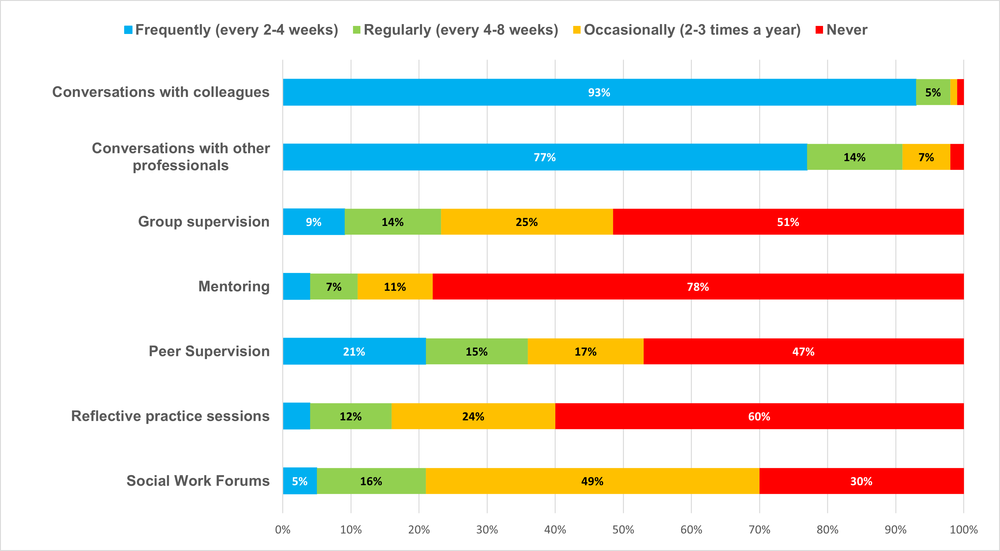 Frequently (every 2-4 weeks) Regularly (every 4-8 weeks) Occasionally (2-3 times a year) Never
Conversations with colleagues 93% 5%
Conversations with other
professionals 77% 14% 7%
Group supervision 9% 14% 25% 51%
Mentoring 7% 11% 78%
Peer Supervision 21% 15% 17% 47%
Reflective practice sessions 12% 24% 60%
Social Work Forums 5% 16% 49% 30%
0% 10% 20% 30% 40% 50% 60% 70% 80% 90% 100%